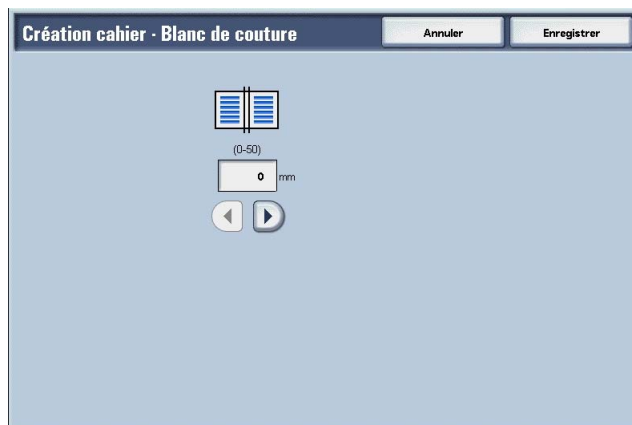 Création cahier - Blanc de couture
Annuler
Enregistrer
(0-50)
0 mm